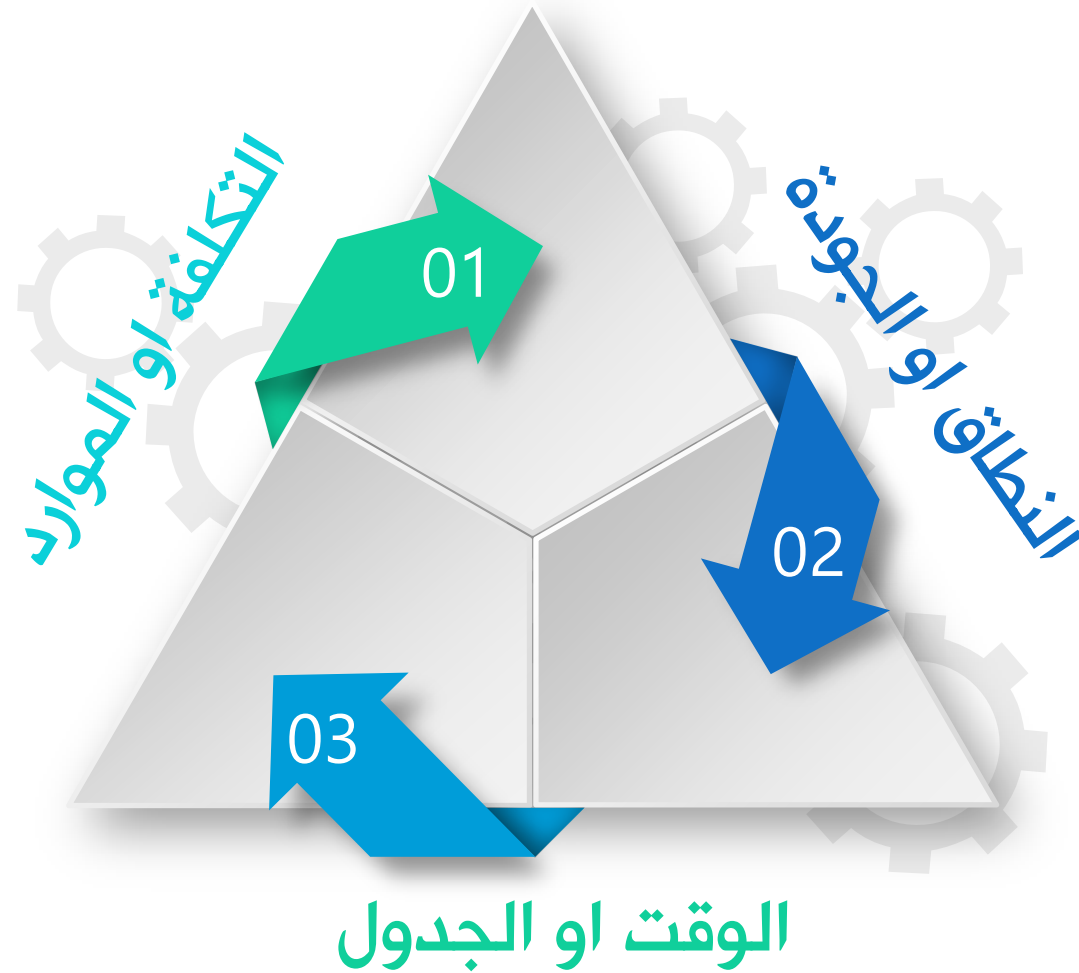 التكلفة او الموارد
01
النطاق او الجودة
02
03
الوقت او الجدول